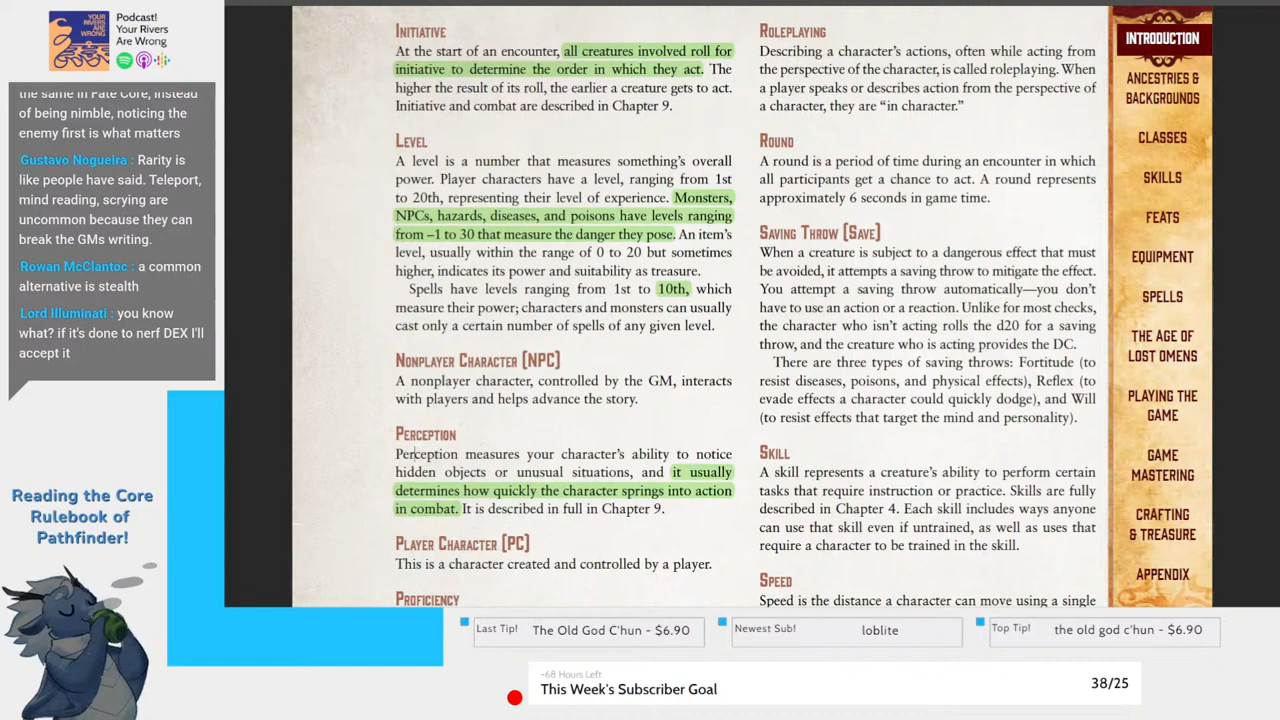 YOUR
RIVERS
ARE
WRONG
Podcast!
Your Rivers
Are Wrong
the same in Fate Core, instead
of being nimble, noticing the
enemy first is what matters
Gustavo Nogueira : Rarity is
like people have said. Teleport,
mind reading, scrying are
uncommon because they can
break the GMs writing.
Rowan McClantoc : a common
alternative is stealth
Lord Illuminati : you know
what? if it's done to nerf DEX I'll
accept it
Reading the Core
Rulebook of
Pathfinder!
Initiative
At the start of an encounter, all creatures involved roll for
initiative to determine the order in which they act. The
higher the result of its roll, the earlier a creature gets to act.
Initiative and combat are described in Chapter 9.
Level
A level is a number that measures something's overall
power. Player characters have a level, ranging from 1st
to 20th, representing their level of experience. Monsters,
NPCs, hazards, diseases, and poisons have levels ranging
from –1 to 30 that measure the danger they pose. An item's
level, usually within the range of 0 to 20 but sometimes
higher, indicates its power and suitability as treasure.
Spells have levels ranging from 1st to 10th, which
measure their power; characters and monsters can usually
cast only a certain number of spells of any given level.
Nonplayer Character (NPC)
A nonplayer character, controlled by the GM, interacts
with players and helps advance the story.
Perception
Perception measures your character's ability to notice
hidden objects or unusual situations, and it usually
determines how quickly the character springs into action
in combat. It is described in full in Chapter 9.
Player Character (PC)
This is a character created and controlled by a player.
Proficiency
Roleplaying
Describing a character's actions, often while acting from
the perspective of the character, is called roleplaying. When
a player speaks or describes action from the perspective of
a character, they are "in character."
Round
A round is a period of time during an encounter in which
all participants get a chance to act. A round represents
approximately 6 seconds in game time.
Saving Throw (Save)
When a creature is subject to a dangerous effect that must
be avoided, it attempts a saving throw to mitigate the effect.
You attempt a saving throw automatically—you don't
have to use an action or a reaction. Unlike for most checks,
the character who isn't acting rolls the d20 for a saving
throw, and the creature who is acting provides the DC.
There are three types of saving throws: Fortitude (to
resist diseases, poisons, and physical effects), Reflex (to
evade effects a character could quickly dodge), and Will
(to resist effects that target the mind and personality).
Skill
A skill represents a creature's ability to perform certain
tasks that require instruction or practice. Skills are fully
described in Chapter 4. Each skill includes ways anyone
can use that skill even if untrained, as well as uses that
require a character to be trained in the skill.
Speed
Speed is the distance a character can move using a single
INTRODUCTION
ANCESTRIES &
BACKGROUNDS
CLASSES
SKILLS
FEATS
EQUIPMENT
SPELLS
THE AGE OF
LOST OMENS
PLAYING THE
GAME
GAME
MASTERING
CRAFTING
& TREASURE
APPENDIX
Last Tip! The Old God C'hun - $6.90
Newest Sub! loblite
Top Tip! the old god c'hun - $6.90
-68 Hours Left
This Week's Subscriber Goal
38/25